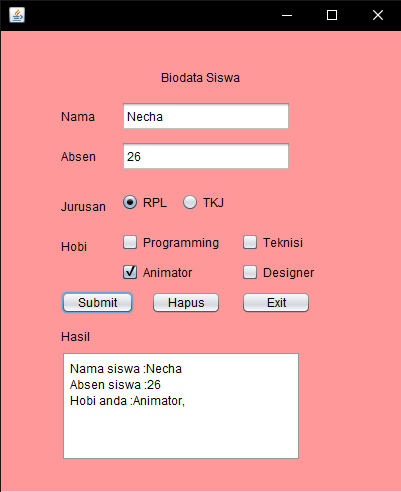 Biodata Siswa
Nama Necha
Absen 26
Jurusan RPL TKJ
Hobi Programming Teknisi
Animator Designer
Submit Hapus Exit
Hasil
Nama siswa :Necha
Absen siswa :26
Hobi anda :Animator,